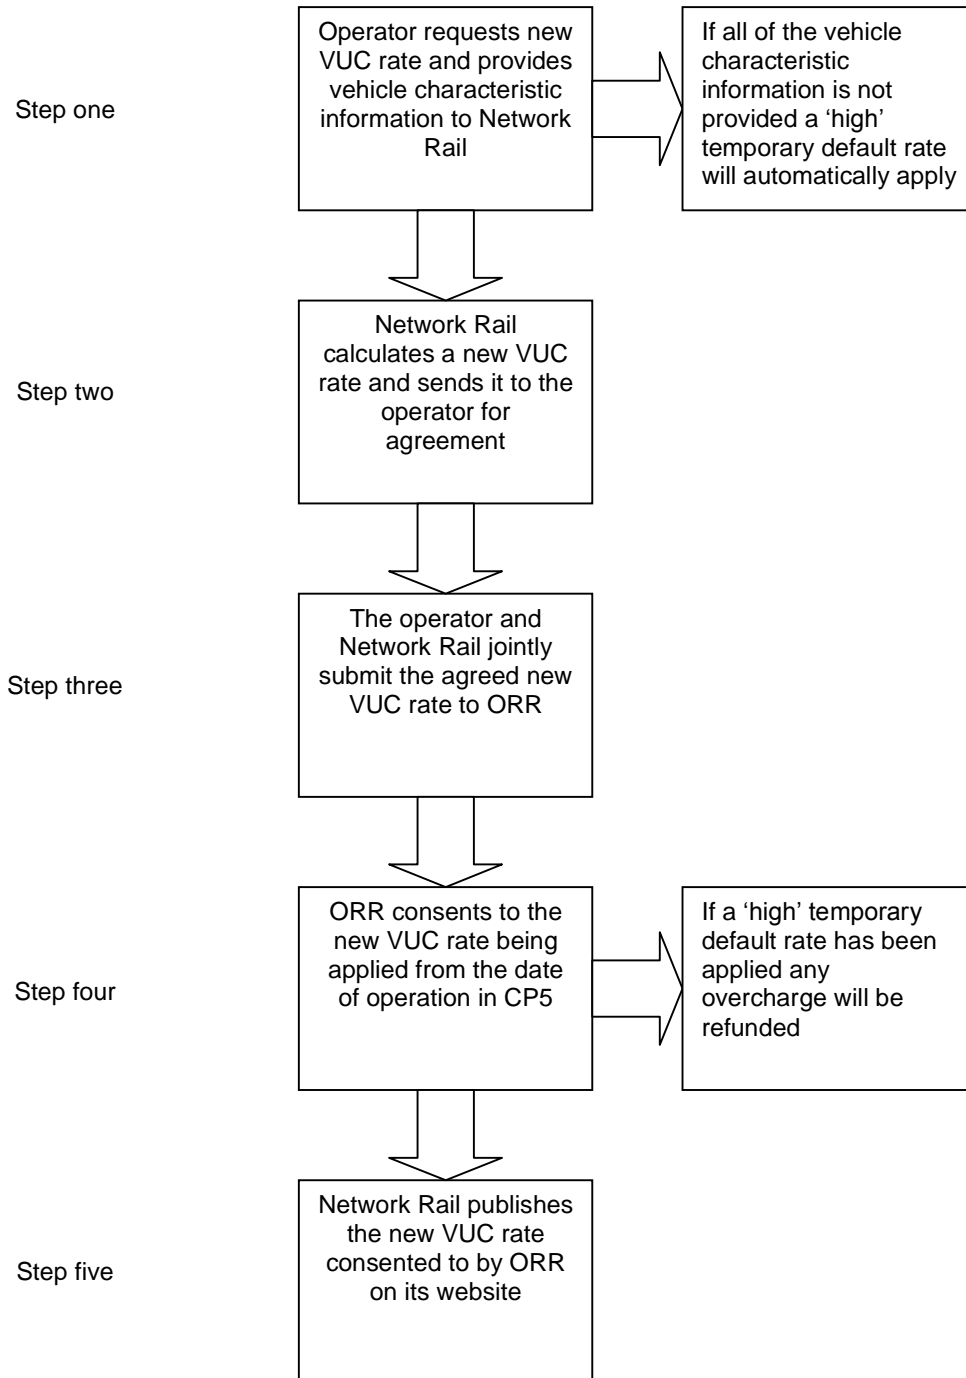 Step one
Operator requests new
VUC rate and provides
vehicle characteristic
information to Network
Rail
If all of the vehicle
characteristic
information is not
provided a ‘high’
temporary default rate
will automatically apply
Step two
Network Rail
calculates a new VUC
rate and sends it to the
operator for
agreement
Step three
The operator and
Network Rail jointly
submit the agreed new
VUC rate to ORR
Step four
ORR consents to the
new VUC rate being
applied from the date
of operation in CP5
If a ‘high’ temporary
default rate has been
applied any
overcharge will be
refunded
Step five
Network Rail publishes
the new VUC rate
consented to by ORR
on its website